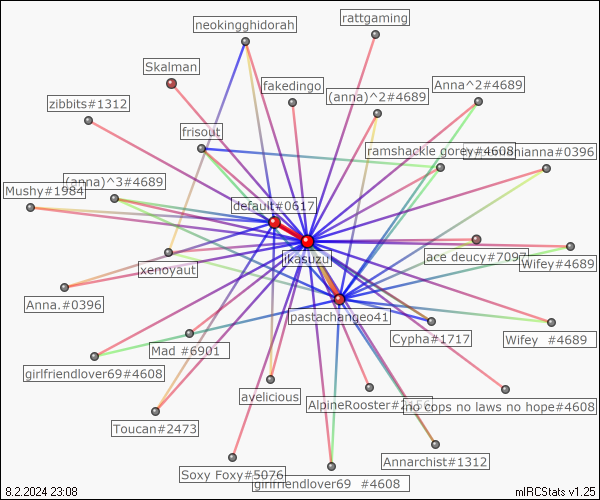 neokingghidorah
rattgaming
Skalman
fakedingo
Anna^2#4689
zibbits#1312
(anna)^2#4689
frisout
ramshackle gorey#4608
nianna#0396
(anna)^3#4689
Mushy#1984
default#0617
xenoyaut
ikasuzu
ace deucy#7097
Wifey#4689
Anna.#0396
pastachangeo41
Cypha#1717
Wifey #4689
Mad #6901
girlfriendlover69#4608
avelicious
AlpineRooster#
no cops no laws no hope#4608
Toucan#2473
Annarchist#1312
Soxy Foxy#5076
girlfriendlover69 #4608
8.2.2024 23:08
mIRCStats v1.25